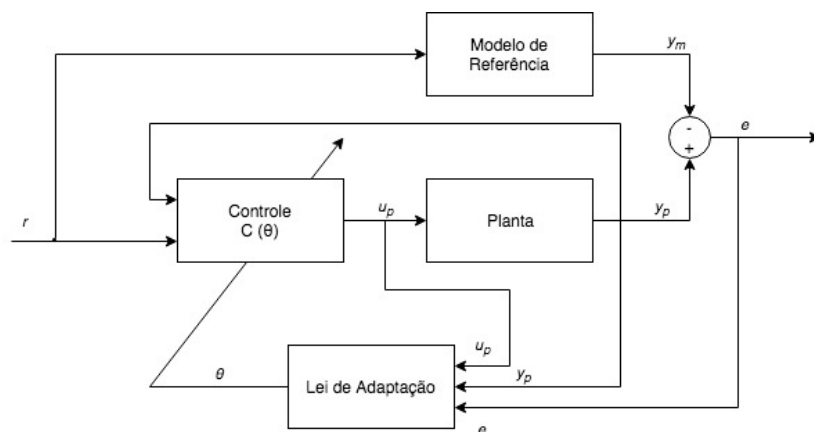 Modelo de
Referência
y_m
-
+
e
r
Controle
C (θ)
u_p
Planta
y_p
u_p
θ
Lei de Adaptação
y_p
e